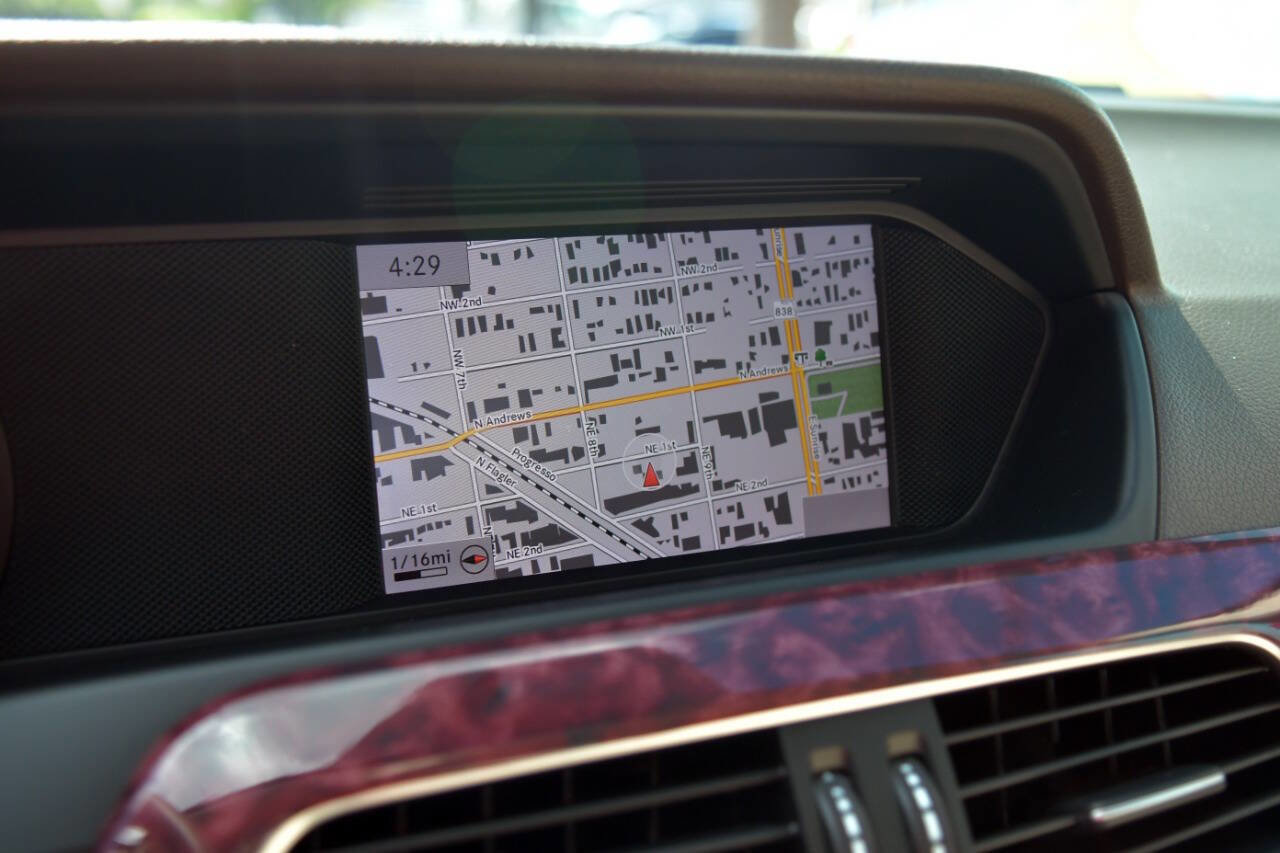 4:29
NW 2nd
NW 2nd
838
NW 1st
NW 7th
N Andrews
N Andrews
E Sunrise
NE 8th
NE 1st
NE 9th
Progresso
N Flagler
NE 2nd
NE 1st
NE 2nd
1/16mi